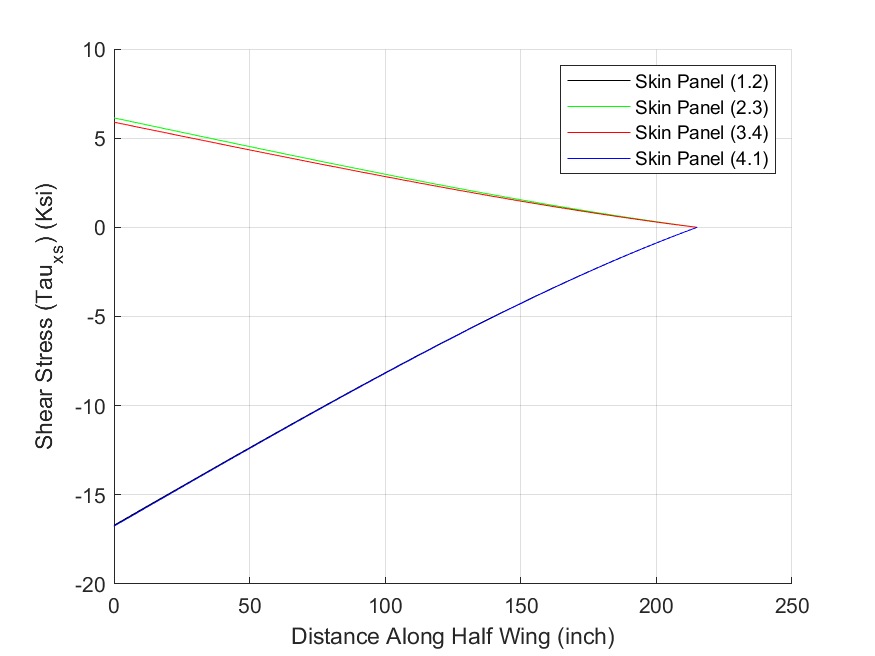 10
5
0
-5
-10
-15
-20
0 50 100 150 200 250
Shear Stress (Tau_xs) (Ksi)
Distance Along Half Wing (inch)
Skin Panel (1.2)
Skin Panel (2.3)
Skin Panel (3.4)
Skin Panel (4.1)